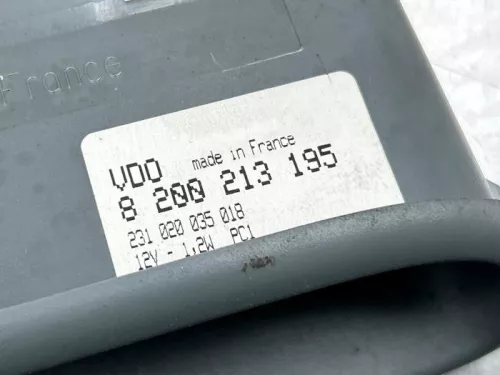 France
VDO made in France
8 200 213 195
231 020 035 018
12V - 1,2W PC1